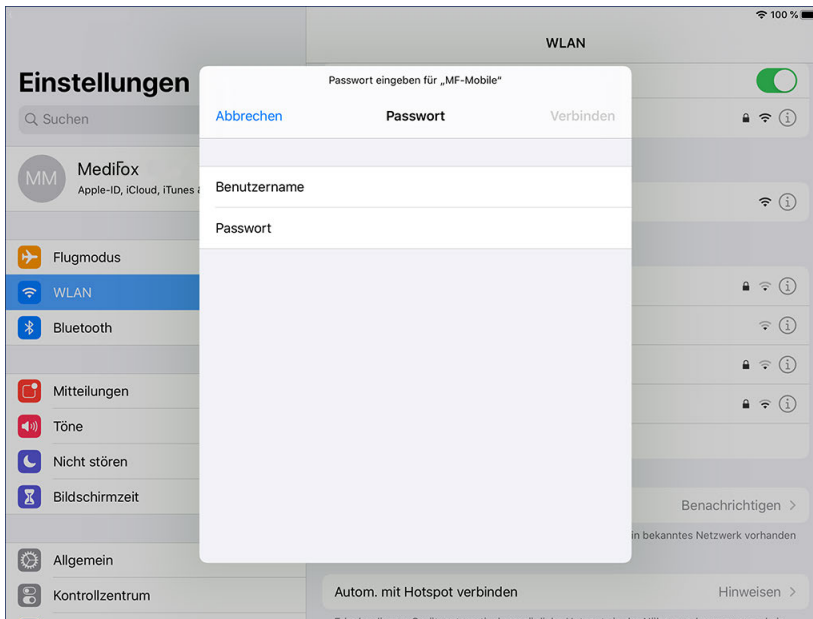 100 %
WLAN
Einstellungen
Suchen
MM
Medifox
Apple-ID, iCloud, iTunes
Flugmodus
WLAN
Bluetooth
Mitteilungen
Töne
Nicht stören
Bildschirmzeit
Allgemein
Kontrollzentrum
Passwort eingeben für „MF-Mobile“
Abbrechen
Passwort
Verbinden
Benutzername
Passwort
Benachrichtigen
in bekanntes Netzwerk vorhanden
Autom. mit Hotspot verbinden
Hinweisen